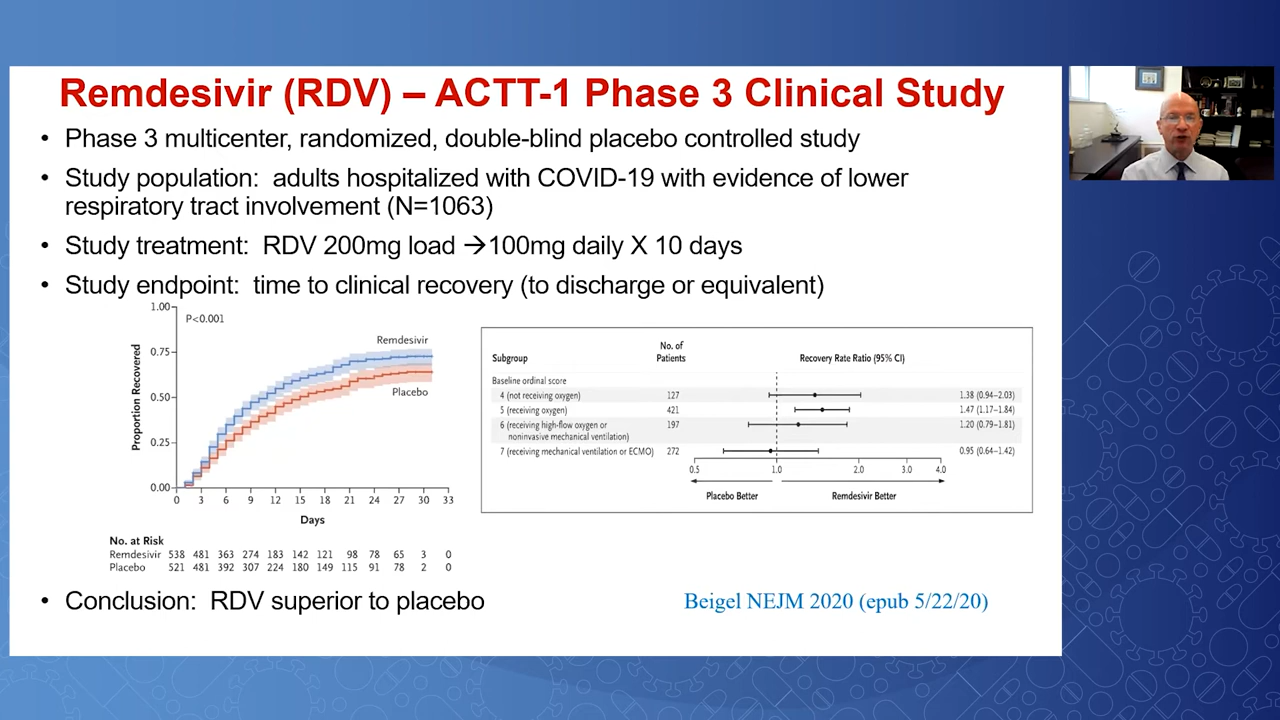 Remdesivir (RDV) – ACTT-1 Phase 3 Clinical Study
• Phase 3 multicenter, randomized, double-blind placebo controlled study
• Study population: adults hospitalized with COVID-19 with evidence of lower
respiratory tract involvement (N=1063)
• Study treatment: RDV 200mg load →100mg daily X 10 days
• Study endpoint: time to clinical recovery (to discharge or equivalent)
Proportion Recovered
1.00
0.75
0.50
0.25
0.00
P<0.001
Remdesivir
Placebo
0 3 6 9 12 15 18 21 24 27 30 33
Days
No. at Risk
Remdesivir 538 481 363 274 183 142 121 98 78 65 3 0
Placebo 521 481 392 307 224 180 149 115 91 78 2 0
Subgroup No. of Patients Recovery Rate Ratio (95% CI)
Baseline ordinal score
4 (not receiving oxygen) 127 1.38 (0.94–2.03)
5 (receiving oxygen) 421 1.47 (1.17–1.84)
6 (receiving high-flow oxygen or 197 1.20 (0.79–1.81)
noninvasive mechanical ventilation)
7 (receiving mechanical ventilation or ECMO) 272 0.95 (0.64–1.42)
0.5 1.0 2.0 3.0 4.0
Placebo Better Remdesivir Better
• Conclusion: RDV superior to placebo
Beigel NEJM 2020 (epub 5/22/20)